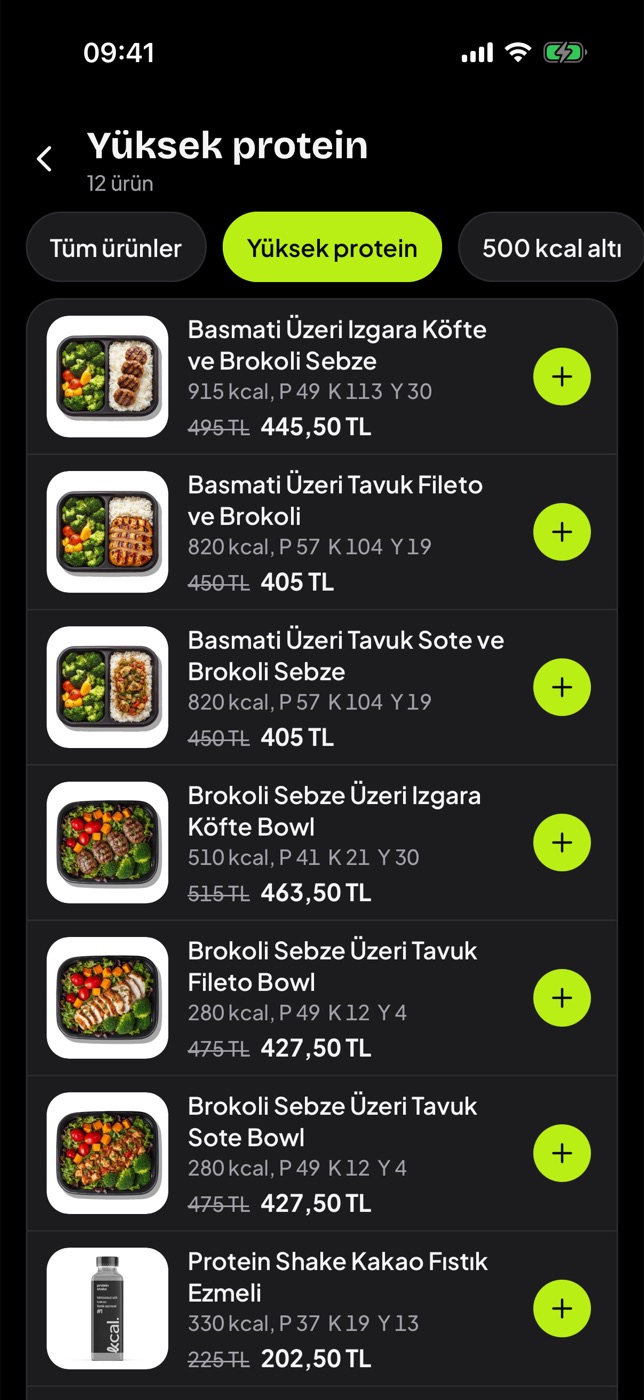 09:41
Yüksek protein
12 ürün
Tüm ürünler
Yüksek protein
500 kcal altı
Basmati Üzeri Izgara Köfte
ve Brokoli Sebze
915 kcal, P 49 K 113 Y 30
495 TL 445,50 TL
Basmati Üzeri Tavuk Fileto
ve Brokoli
820 kcal, P 57 K 104 Y 19
450 TL 405 TL
Basmati Üzeri Tavuk Sote ve
Brokoli Sebze
820 kcal, P 57 K 104 Y 19
450 TL 405 TL
Brokoli Sebze Üzeri Izgara
Köfte Bowl
510 kcal, P 41 K 21 Y 30
515 TL 463,50 TL
Brokoli Sebze Üzeri Tavuk
Fileto Bowl
280 kcal, P 49 K 12 Y 4
475 TL 427,50 TL
Brokoli Sebze Üzeri Tavuk
Sote Bowl
280 kcal, P 49 K 12 Y 4
475 TL 427,50 TL
Protein Shake Kakao Fıstık
Ezmeli
330 kcal, P 37 K 19 Y 13
225 TL 202,50 TL
protein
shake
#1
kcal.